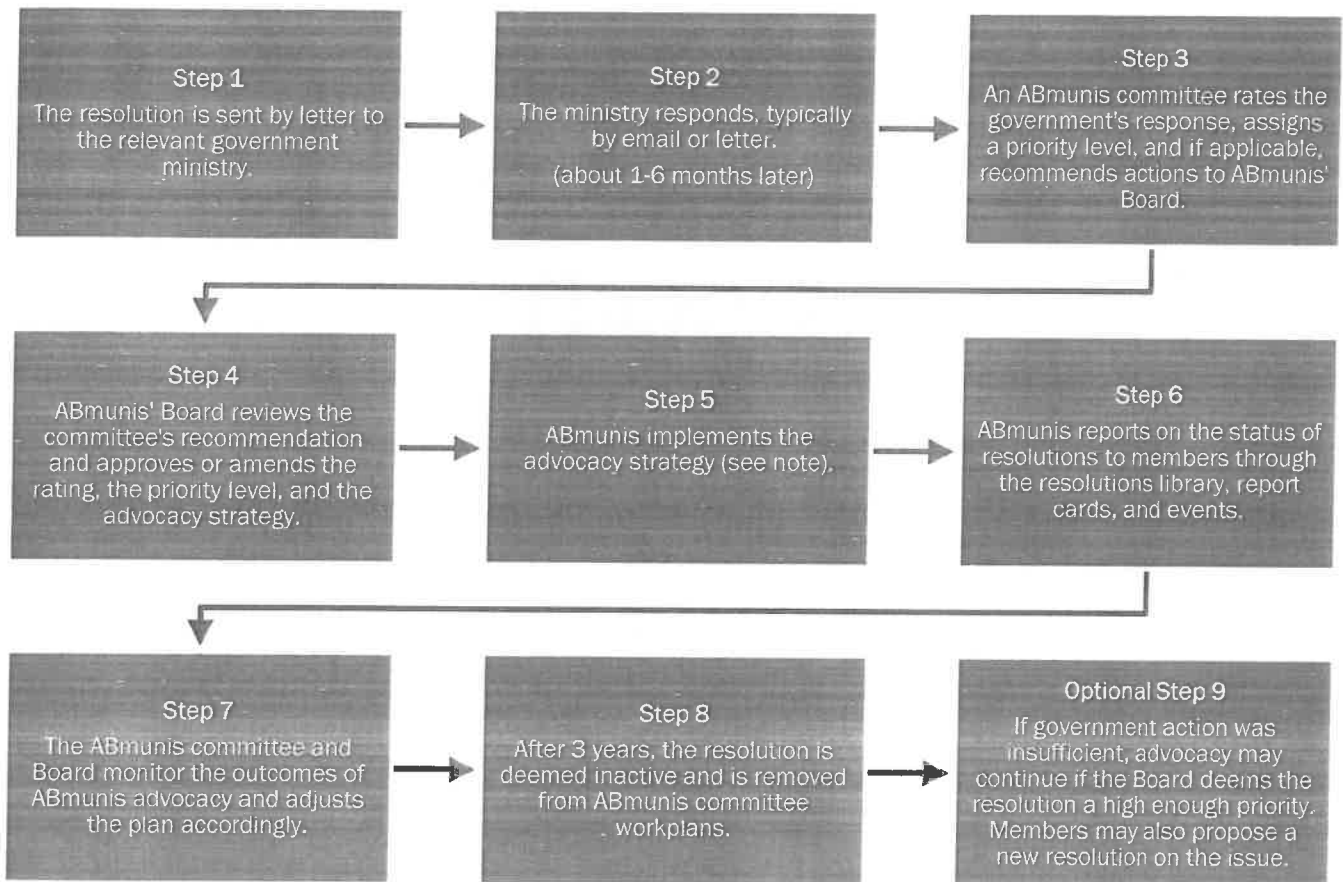 Step 1
The resolution is sent by letter to
the relevant government
ministry.
Step 2
The ministry responds, typically
by email or letter.
(about 1-6 months later)
Step 3
An ABmunis committee rates the
government's response, assigns
a priority level, and if applicable,
recommends actions to ABmunis'
Board.
Step 4
ABmunis' Board reviews the
committee's recommendation
and approves or amends the
rating, the priority level, and the
advocacy strategy.
Step 5
ABmunis implements the
advocacy strategy (see note).
Step 6
ABmunis reports on the status of
resolutions to members through
the resolutions library, report
cards, and events.
Step 7
The ABmunis committee and
Board monitor the outcomes of
ABmunis advocacy and adjusts
the plan accordingly.
Step 8
After 3 years, the resolution is
deemed inactive and is removed
from ABmunis committee
workplans.
Optional Step 9
If government action was
insufficient, advocacy may
continue if the Board deems the
resolution a high enough priority.
Members may also propose a
new resolution on the issue.